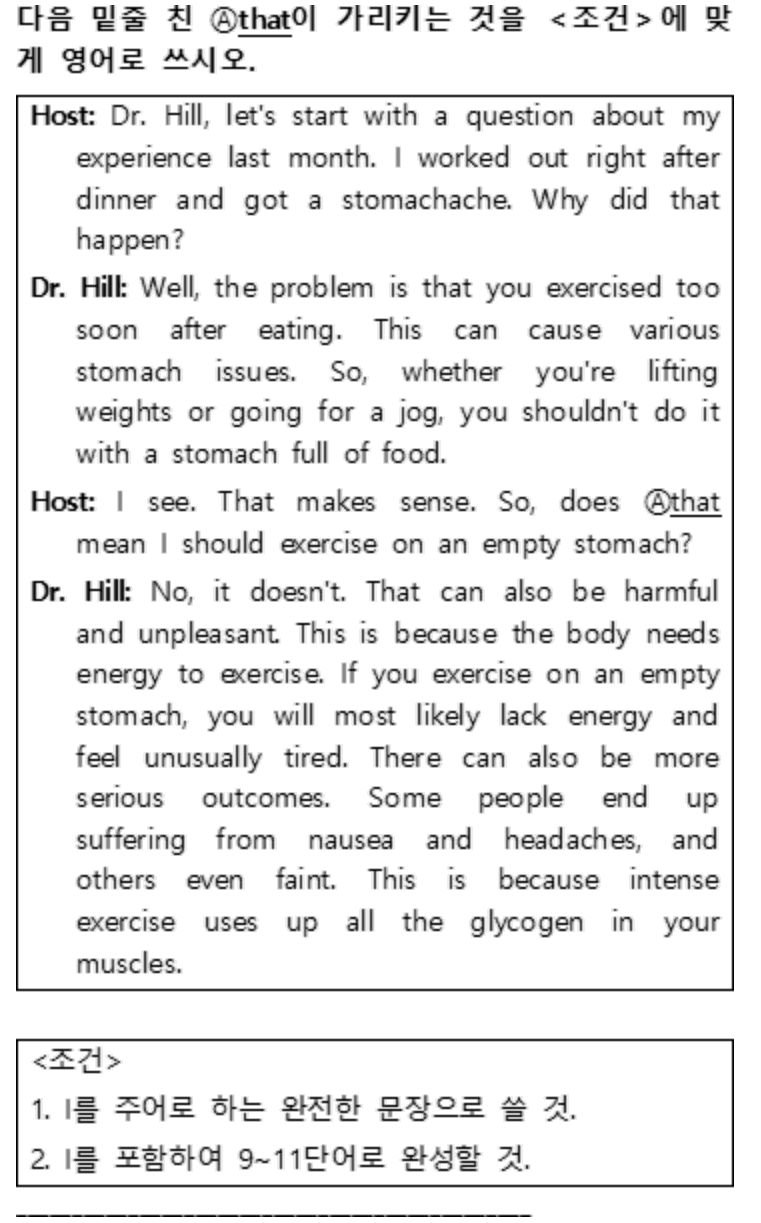 다음 밑줄 친 Ⓐthat이 가리키는 것을 <조건>에 맞
게 영어로 쓰시오.
Host: Dr. Hill, let's start with a question about my
experience last month. I worked out right after
dinner and got a stomachache. Why did that
happen?
Dr. Hill: Well, the problem is that you exercised too
soon after eating. This can cause various
stomach issues. So, whether you're lifting
weights or going for a jog, you shouldn't do it
with a stomach full of food.
Host: I see. That makes sense. So, does Ⓐthat
mean I should exercise on an empty stomach?
Dr. Hill: No, it doesn't. That can also be harmful
and unpleasant. This is because the body needs
energy to exercise. If you exercise on an empty
stomach, you will most likely lack energy and
feel unusually tired. There can also be more
serious outcomes. Some people end up
suffering from nausea and headaches, and
others even faint. This is because intense
exercise uses up all the glycogen in your
muscles.
<조건>
1. I를 주어로 하는 완전한 문장으로 쓸 것.
2. I를 포함하여 9~11단어로 완성할 것.